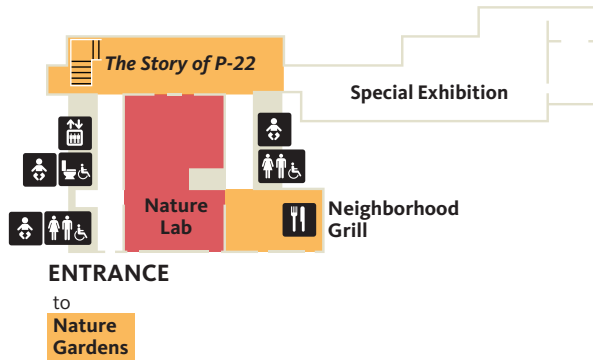 The Story of P-22
Special Exhibition
Nature
Lab
Neighborhood
Grill
ENTRANCE
to
Nature
Gardens